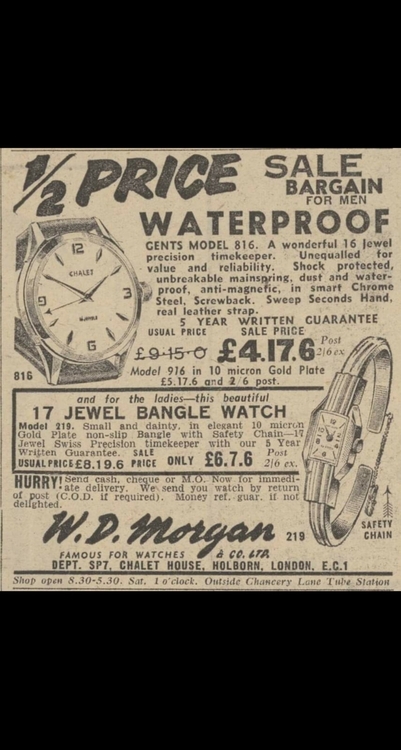 1/2 PRICE SALE
BARGAIN
FOR MEN
WATERPROOF
GENTS MODEL 816. A wonderful 16 Jewel
precision timekeeper. Unequalled for
value and reliability. Shock protected,
unbreakable mainspring, dust and water-
proof, anti-magnetic, in smart Chrome
Steel, Screwback. Sweep Seconds Hand,
real leather strap.
5 YEAR WRITTEN GUARANTEE
USUAL PRICE SALE PRICE
£9·15·0 £4.17.6 Post 2/6 ex
Model 916 in 10 micron Gold Plate
£5.17.6 and 2/6 post.
12
CHALET
9
3
6
816
and for the ladies—this beautiful
17 JEWEL BANGLE WATCH
Model 219. Small and dainty, in elegant 10 micron
Gold Plate non-slip Bangle with Safety Chain—17
Jewel Swiss Precision timekeeper with our 5 Year
Written Guarantee. SALE Post
USUAL PRICE £8.19.6 PRICE ONLY £6.7.6 2/6 ex.
HURRY! Send cash, cheque or M.O. Now for immedi-
ate delivery. We send you watch by return
of post (C.O.D. if required). Money ref. guar. if not
delighted.
219
SAFETY
CHAIN
W. D. Morgan
FAMOUS FOR WATCHES & CO. LTD.
DEPT. SP7, CHALET HOUSE, HOLBORN, LONDON, E.C.1
Shop open 8.30-5.30. Sat. 1 o'clock. Outside Chancery Lane Tube Station